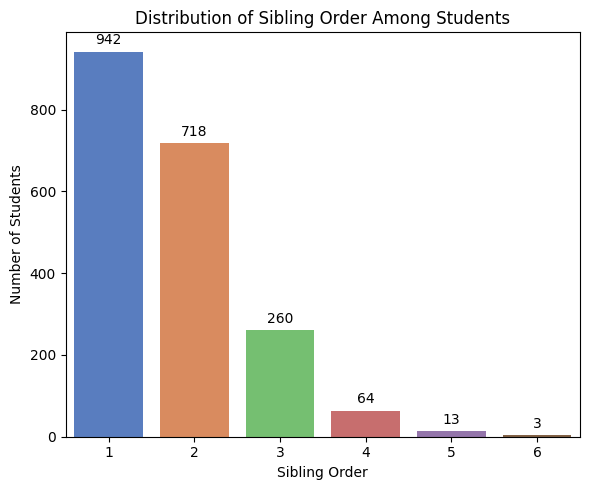 Distribution of Sibling Order Among Students
942
718
260
64
13
3
Number of Students
800
600
400
200
0
1 2 3 4 5 6
Sibling Order